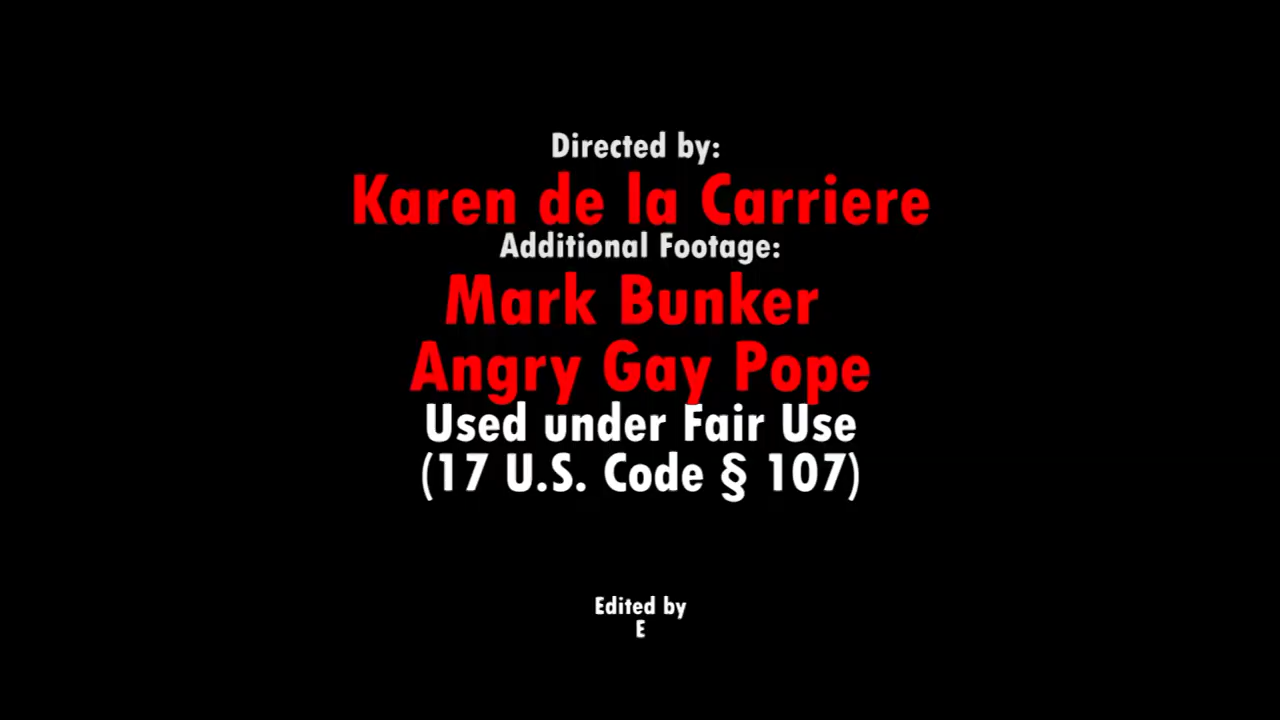 Directed by:
Karen de la Carriere
Additional Footage:
Mark Bunker
Angry Gay Pope
Used under Fair Use
(17 U.S. Code § 107)
Edited by
E